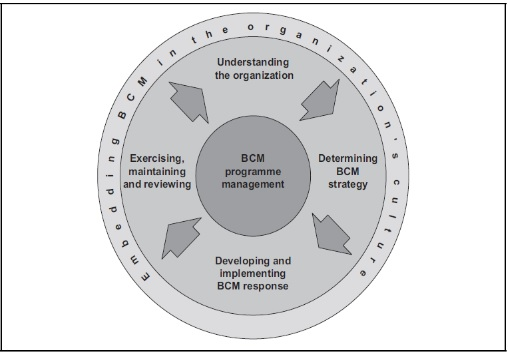 Embedding BCM in the organization's culture
Understanding
the organization
Exercising,
maintaining
and reviewing
BCM
programme
management
Determining
BCM
strategy
Developing and
implementing
BCM response